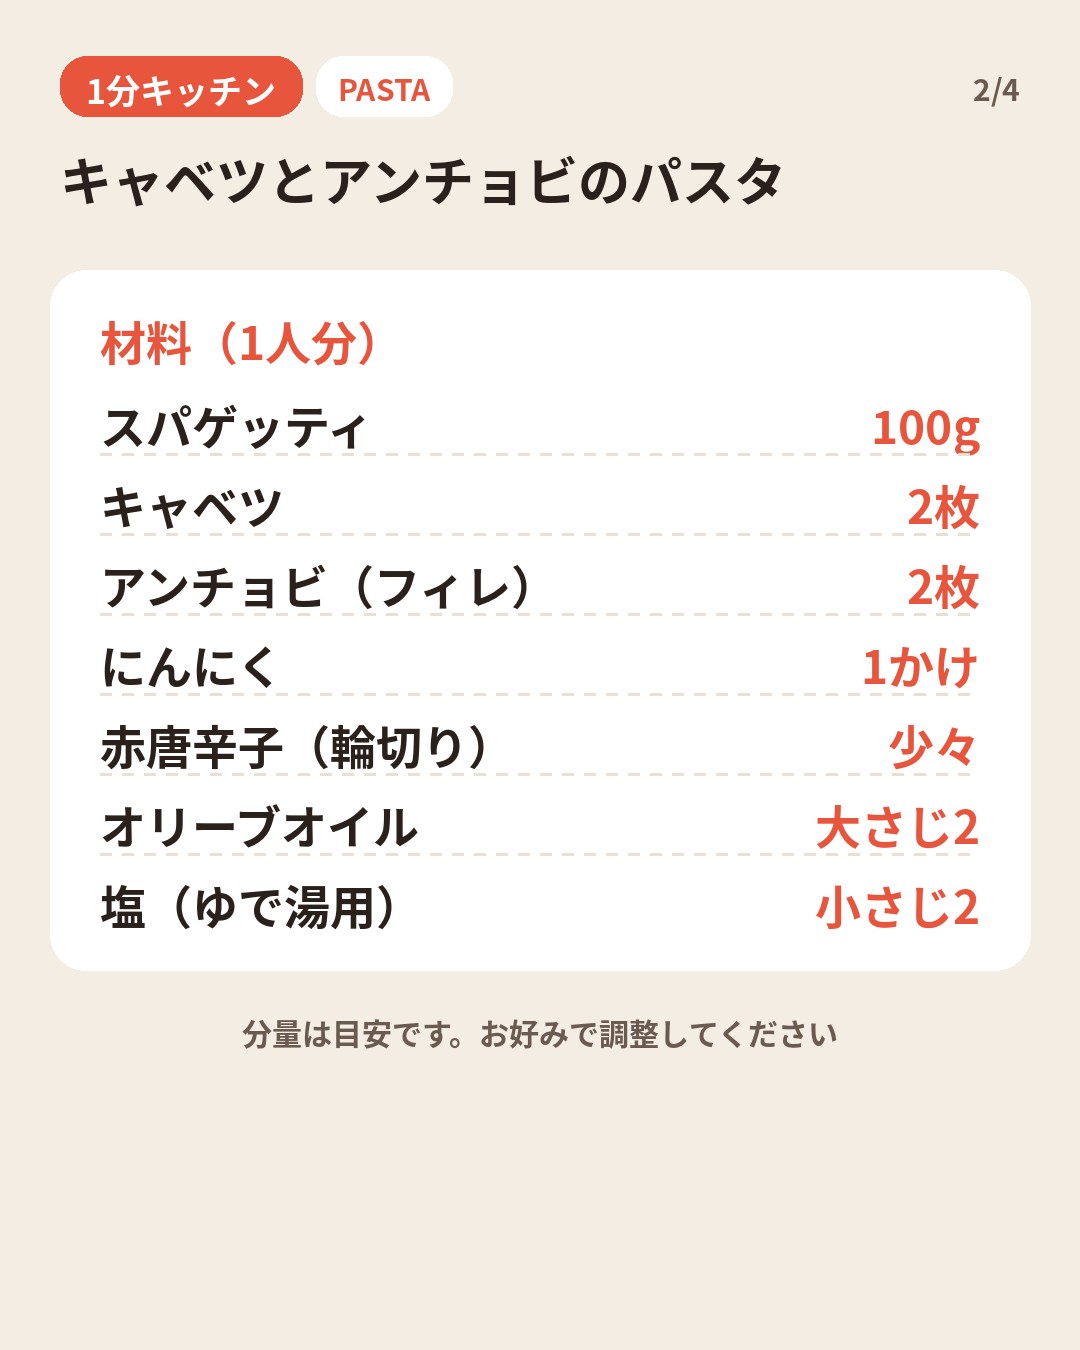 1分キッチン PASTA 2/4
キャベツとアンチョビのパスタ
材料（1人分）
スパゲッティ 100g
キャベツ 2枚
アンチョビ（フィレ） 2枚
にんにく 1かけ
赤唐辛子（輪切り） 少々
オリーブオイル 大さじ2
塩（ゆで湯用） 小さじ2
分量は目安です。お好みで調整してください